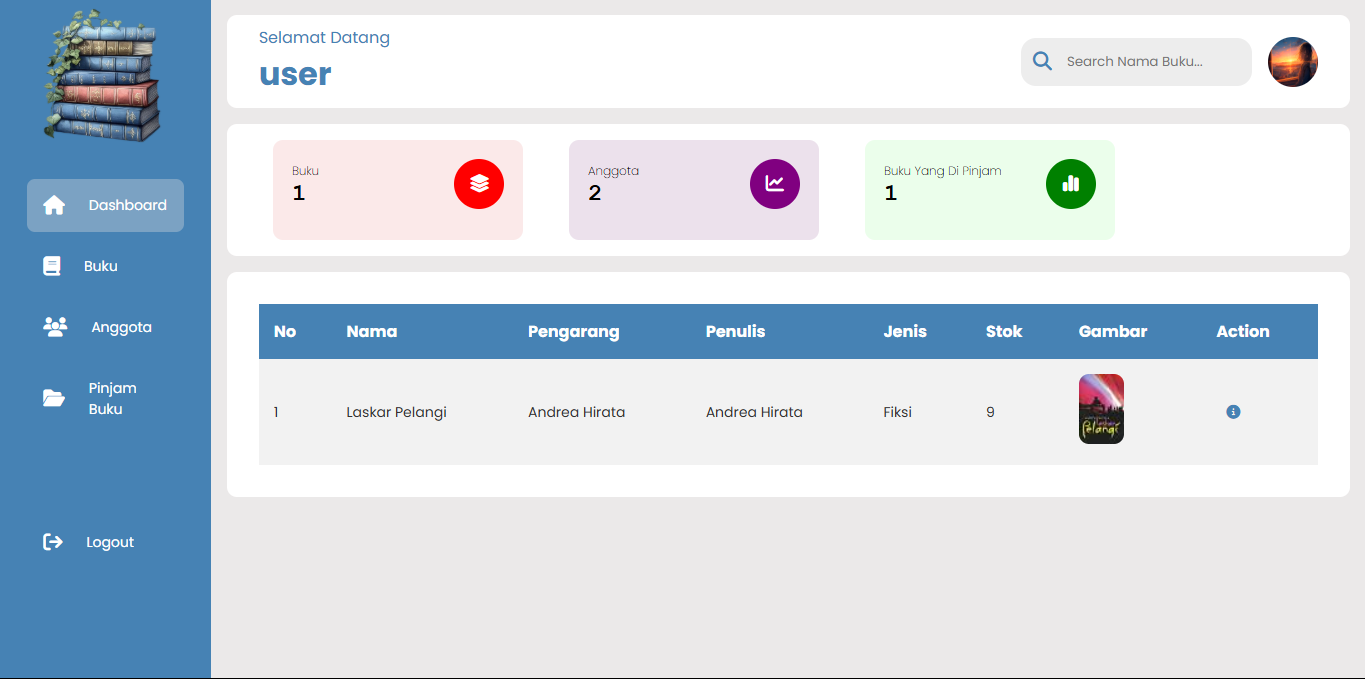 Selamat Datang
user
Search Nama Buku...
Dashboard
Buku
Anggota
Pinjam
Buku
Logout
Buku
1
Anggota
2
Buku Yang Di Pinjam
1
No Nama Pengarang Penulis Jenis Stok Gambar Action
1 Laskar Pelangi Andrea Hirata Andrea Hirata Fiksi 9
Laskar
Pelangi